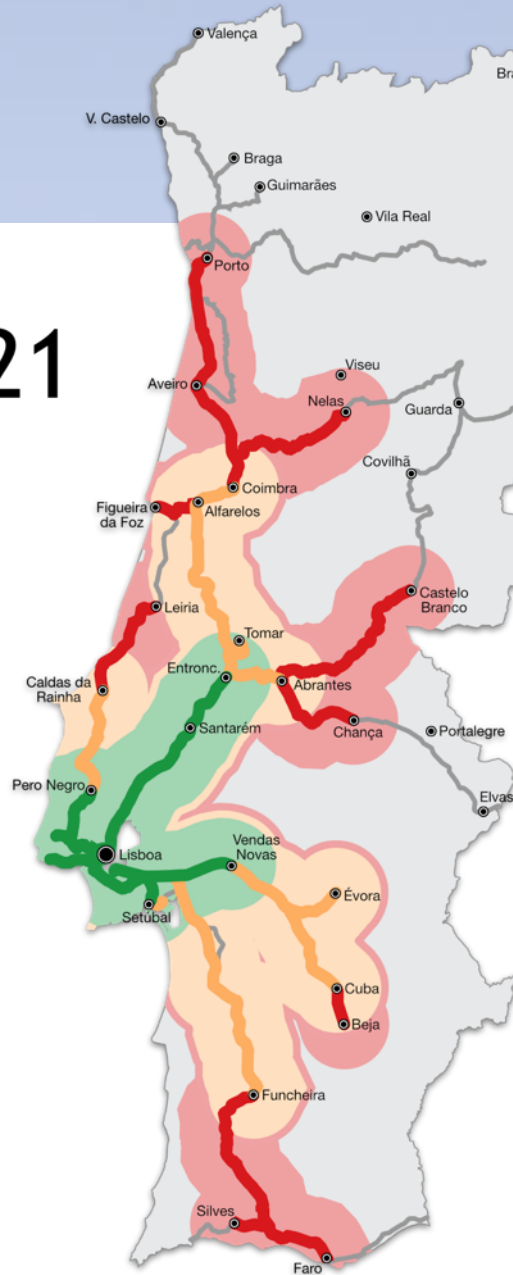 Valença
Bra
V. Castelo
Braga
Guimarães
Vila Real
Porto
21
Viseu
Aveiro
Nelas
Guarda
Covilhã
Coimbra
Figueira
da Foz
Alfarelos
Castelo
Branco
Leiria
Tomar
Entronc.
Caldas da
Rainha
Abrantes
Santarém
Chança
Portalegre
Pero Negro
Elvas
Vendas
Novas
Lisboa
Évora
Setúbal
Cuba
Beja
Funcheira
Silves
Faro